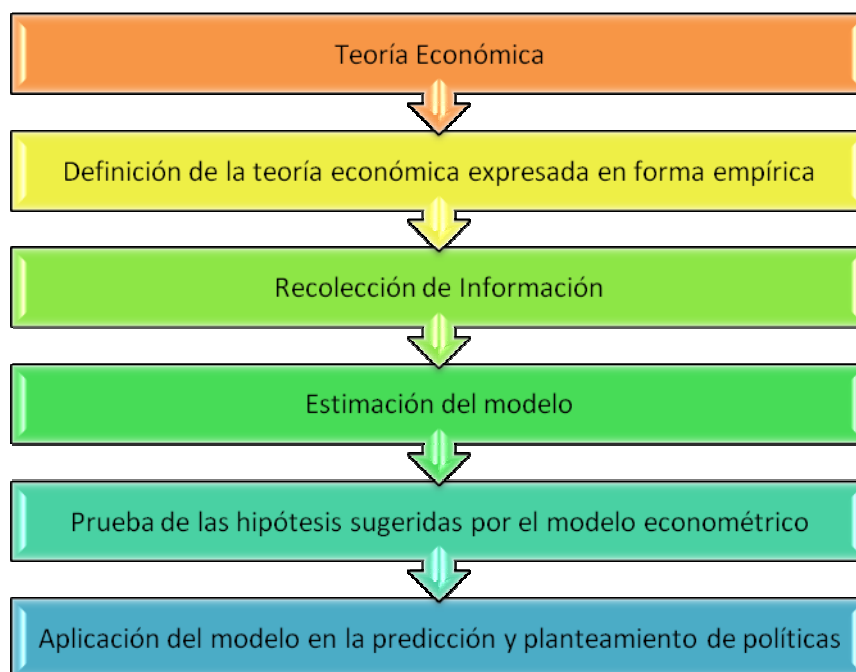 Teoría Económica
Definición de la teoría económica expresada en forma empírica
Recolección de Información
Estimación del modelo
Prueba de las hipótesis sugeridas por el modelo econométrico
Aplicación del modelo en la predicción y planteamiento de políticas